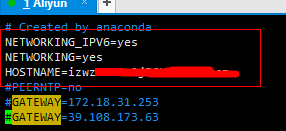 1 Aliyun
# Created by anaconda
NETWORKING_IPV6=yes
NETWORKING=yes
HOSTNAME=izwz
#PEERNTP=no
#GATEWAY=172.18.31.253
#GATEWAY=39.108.173.63